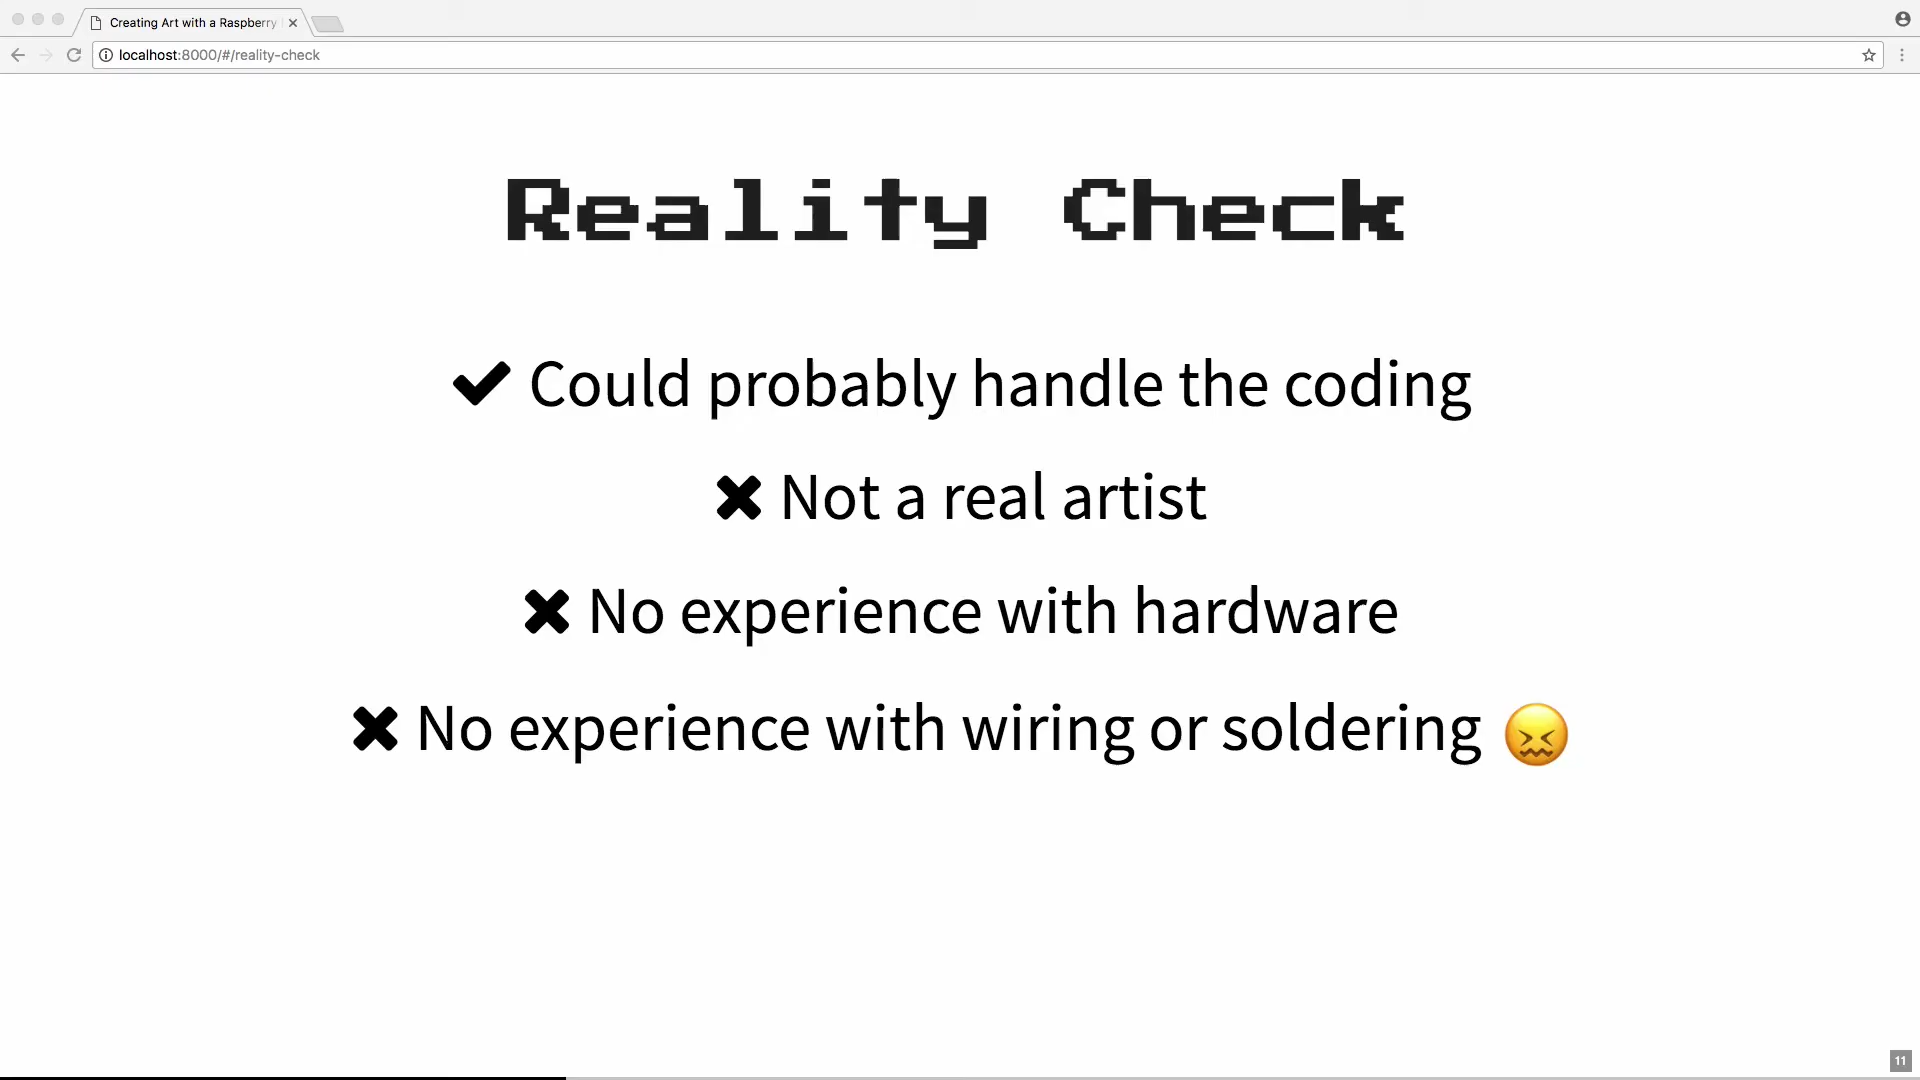 Creating Art with a Raspberry
localhost:8000/#/reality-check
Reality Check
✔ Could probably handle the coding
✖ Not a real artist
✖ No experience with hardware
✖ No experience with wiring or soldering 😖
11